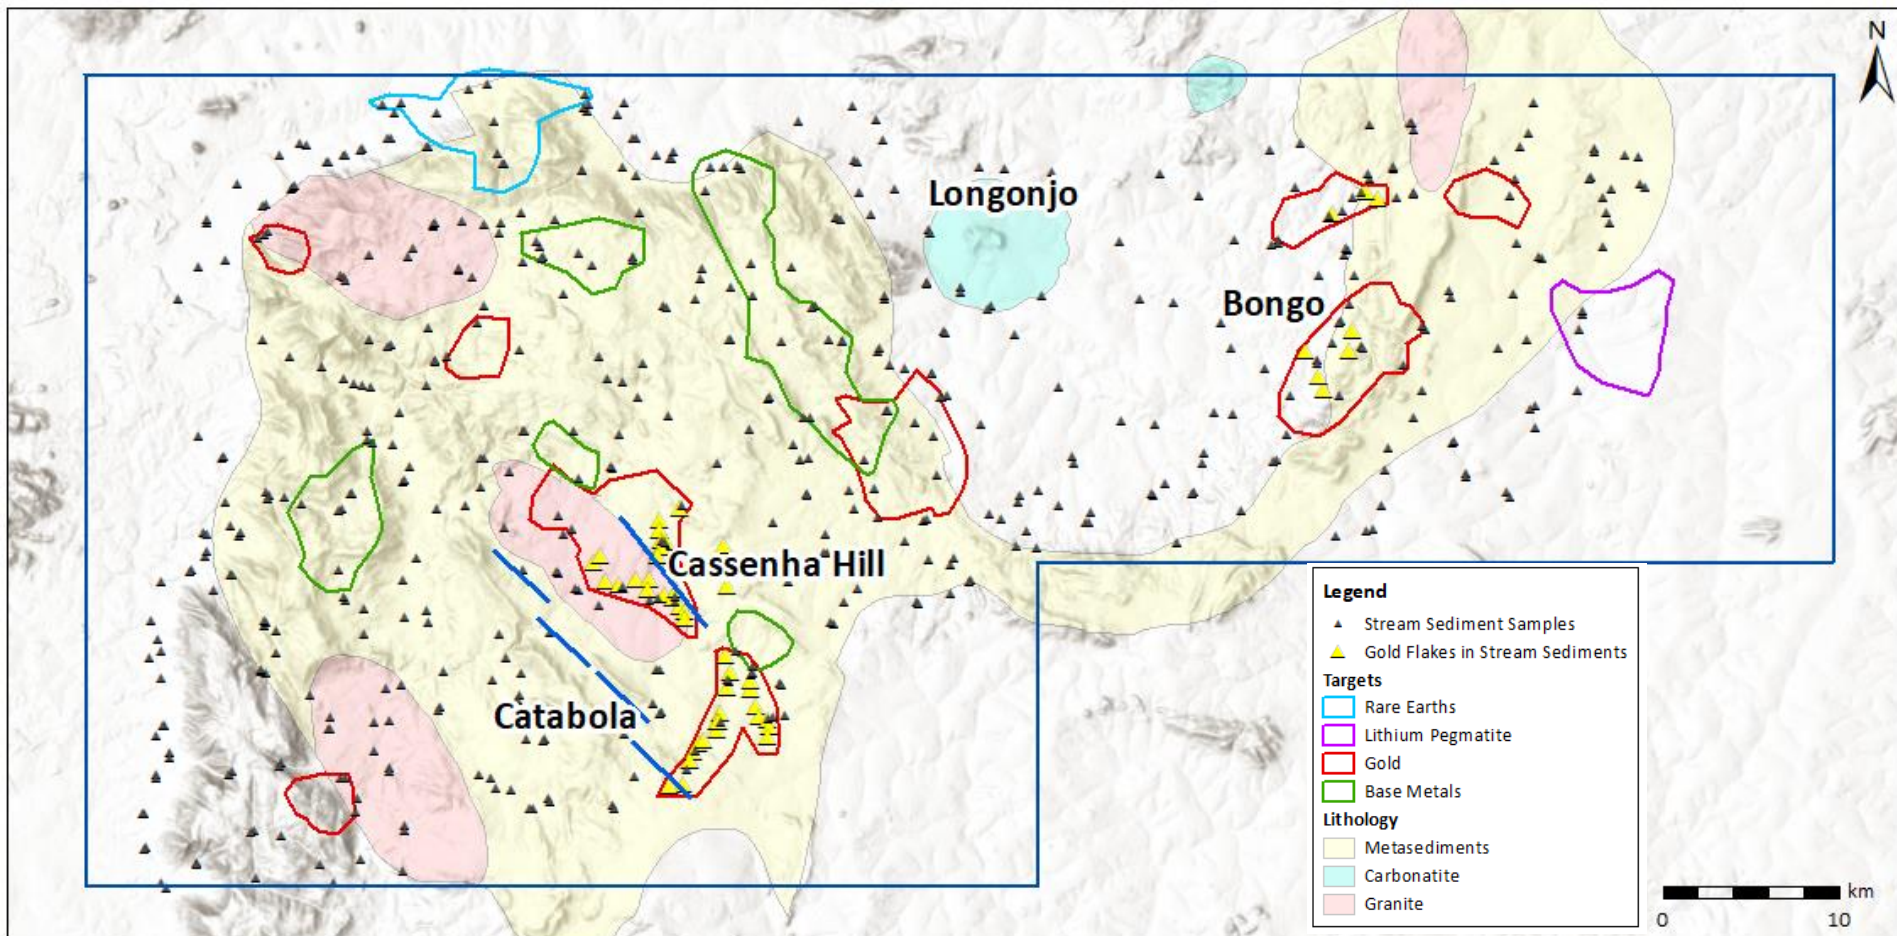 N
Longonjo
Bongo
Cassenha Hill
Catabola
Legend
Stream Sediment Samples
Gold Flakes in Stream Sediments
Targets
Rare Earths
Lithium Pegmatite
Gold
Base Metals
Lithology
Metasediments
Carbonatite
Granite
km
0 10